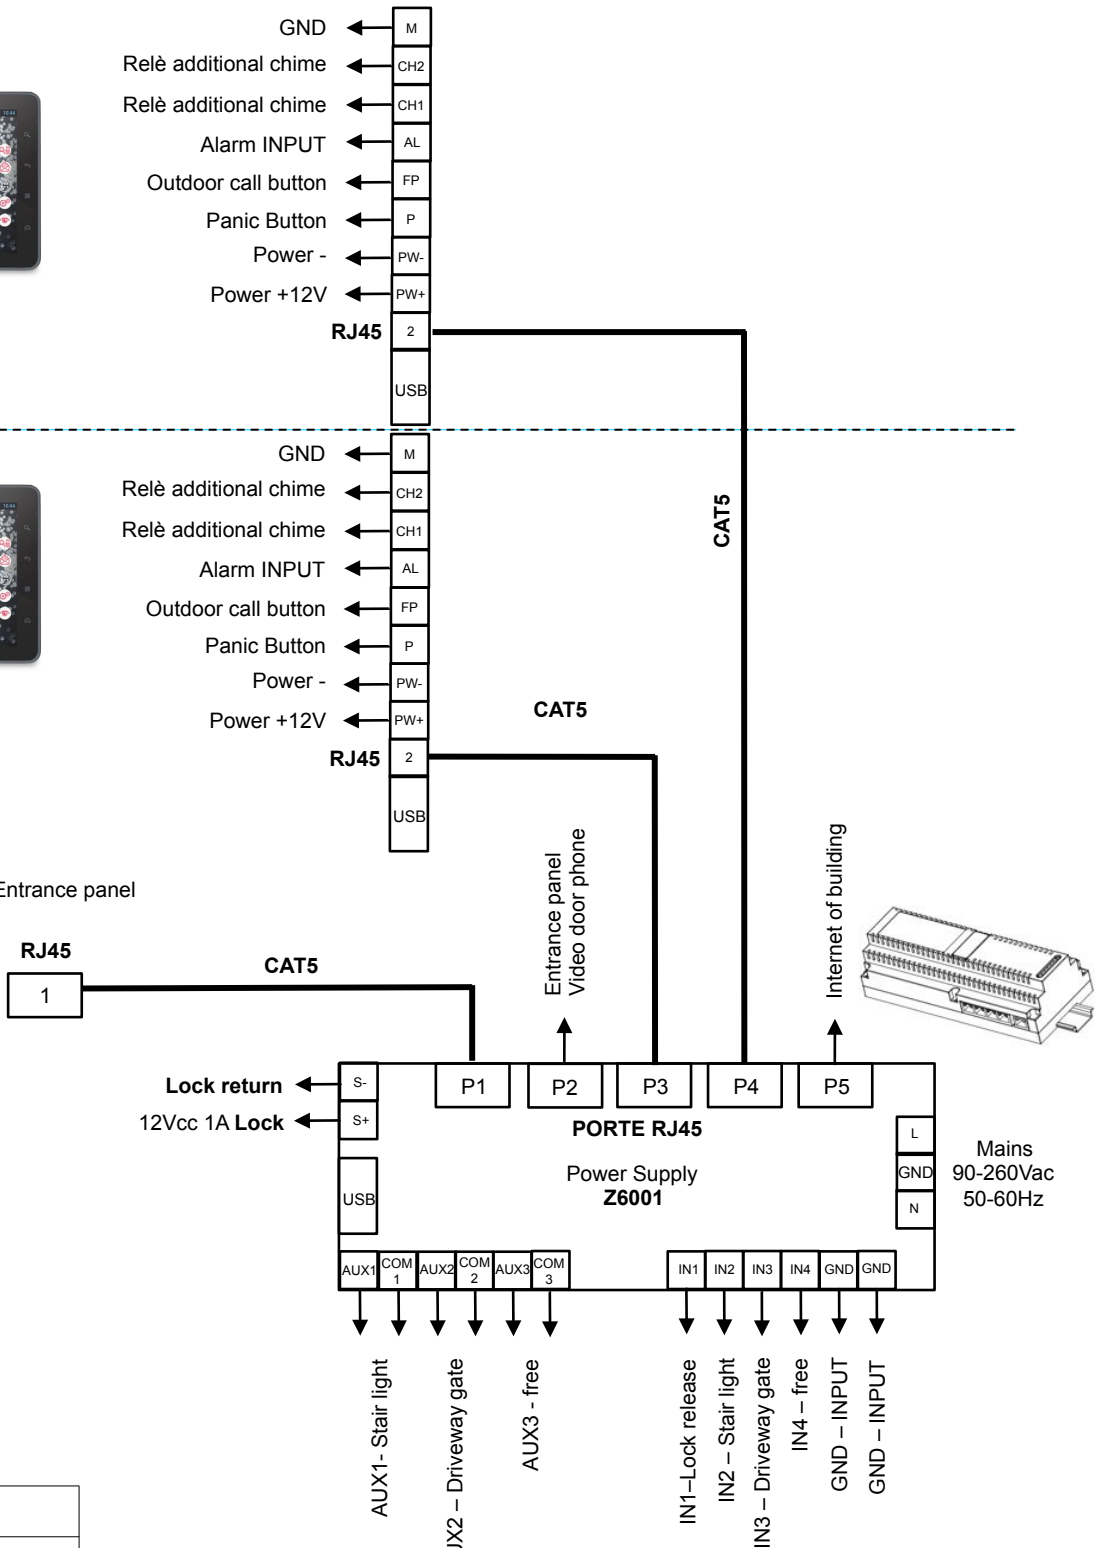 GND
M
Relè additional chime
CH2
Relè additional chime
CH1
Alarm INPUT
AL
Outdoor call button
FP
Panic Button
P
Power -
PW-
Power +12V
PW+
RJ45
2
USB
GND
M
Relè additional chime
CH2
Relè additional chime
CH1
Alarm INPUT
AL
Outdoor call button
FP
Panic Button
P
Power -
PW-
Power +12V
PW+
RJ45
2
USB
CAT5
CAT5
Entrance panel
RJ45
1
CAT5
Entrance panel
Video door phone
Internet of building
Lock return
S-
12Vcc 1A Lock
S+
USB
P1
P2
P3
P4
P5
PORTE RJ45
Power Supply
Z6001
L
GND
N
Mains
90-260Vac
50-60Hz
AUX1
COM
1
AUX2
COM
2
AUX3
COM
3
IN1
IN2
IN3
IN4
GND
GND
AUX1- Stair light
UX2 – Driveway gate
AUX3 - free
IN1–Lock release
IN2 – Stair light
IN3 – Driveway gate
IN4 – free
GND – INPUT
GND – INPUT